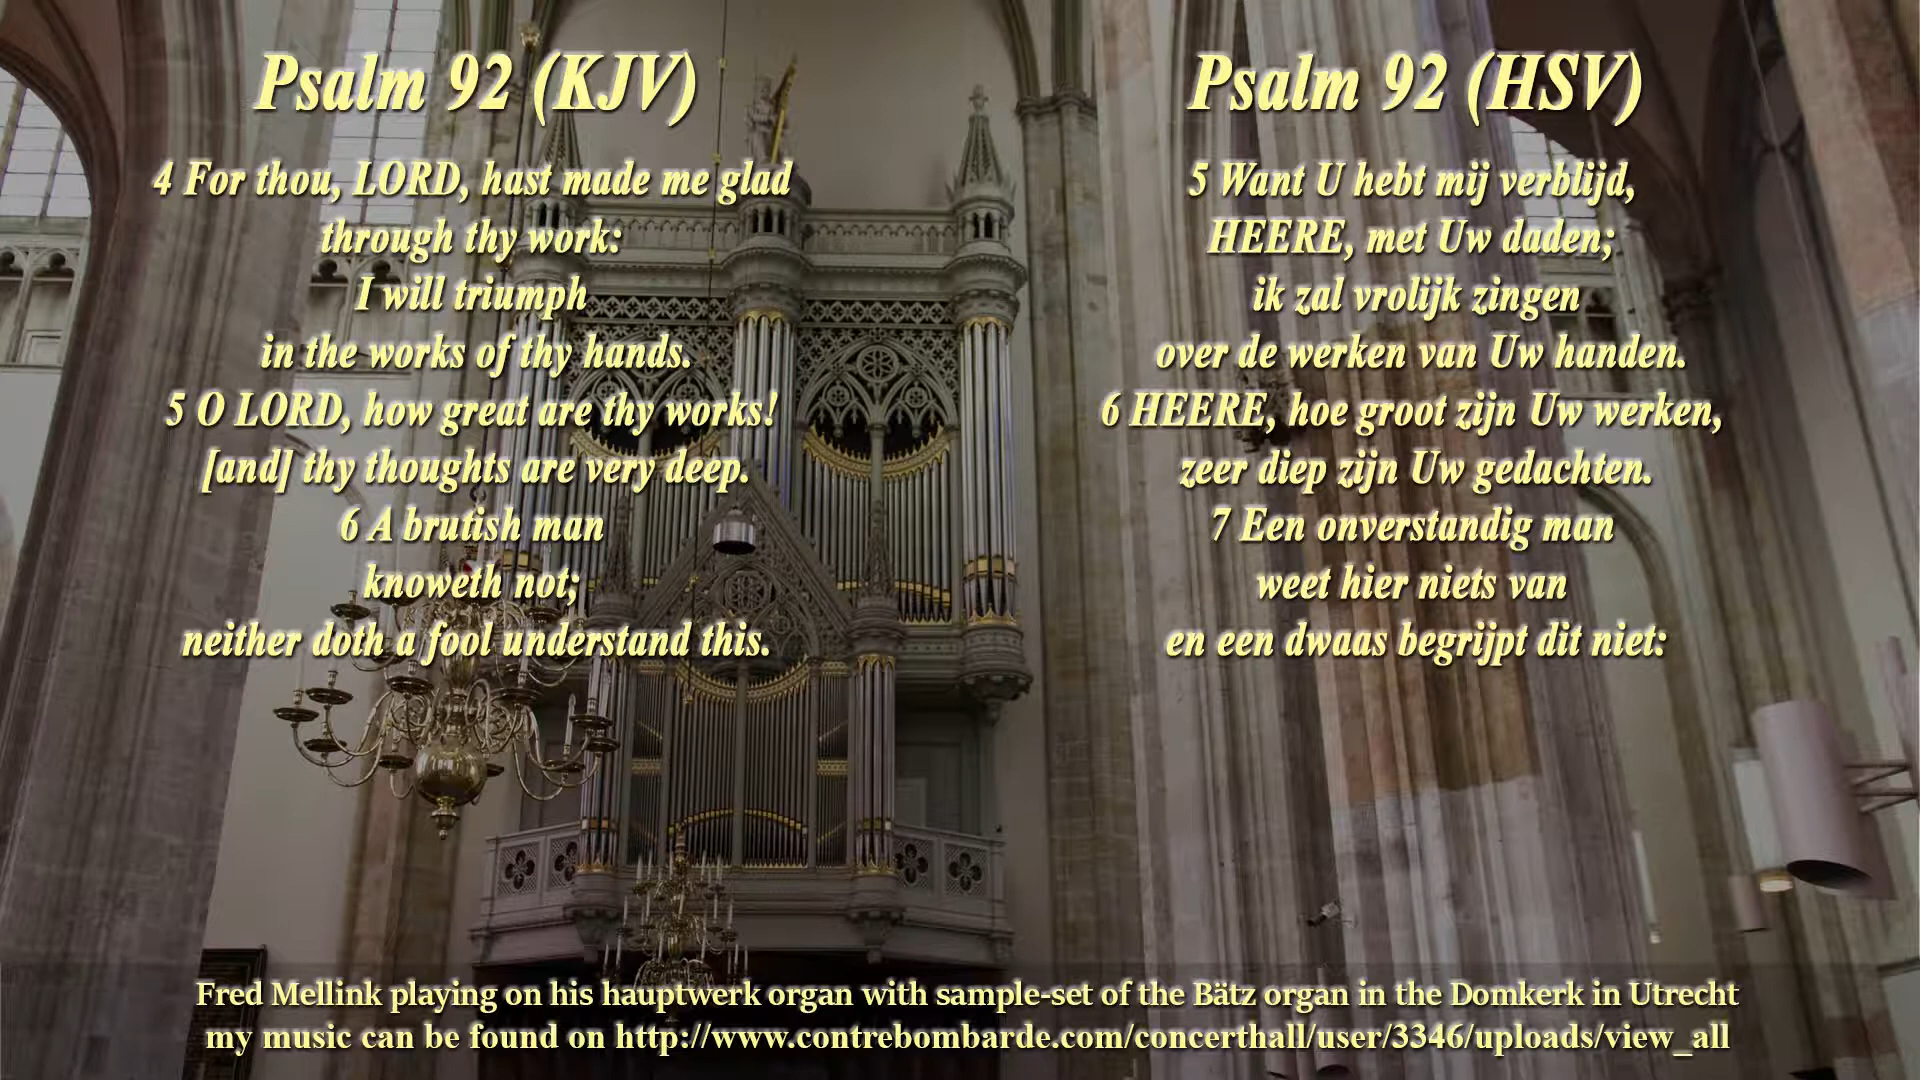 Psalm 92 (KJV)
4 For thou, LORD, hast made me glad
through thy work:
I will triumph
in the works of thy hands.
5 O LORD, how great are thy works!
[and] thy thoughts are very deep.
6 A brutish man
knoweth not;
neither doth a fool understand this.
Psalm 92 (HSV)
5 Want U hebt mij verblijd,
HEERE, met Uw daden;
ik zal vrolijk zingen
over de werken van Uw handen.
6 HEERE, hoe groot zijn Uw werken,
zeer diep zijn Uw gedachten.
7 Een onverstandig man
weet hier niets van
en een dwaas begrijpt dit niet:
Fred Mellink playing on his hauptwerk organ with sample-set of the Bätz organ in the Domkerk in Utrecht
my music can be found on http://www.contrebombarde.com/concerthall/user/3346/uploads/view_all